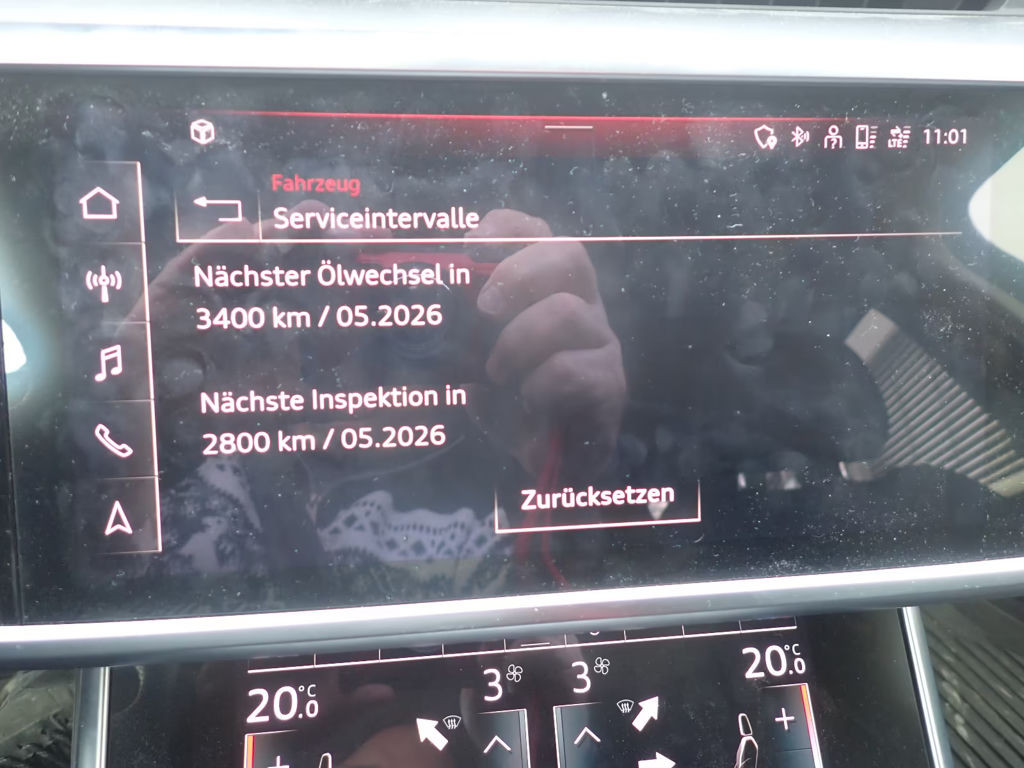 LTE
11:01
Fahrzeug
Serviceintervalle
Nächster Ölwechsel in
3400 km / 05.2026
Nächste Inspektion in
2800 km / 05.2026
Zurücksetzen
20.0 °C 3 3 20.0 °C
+ +